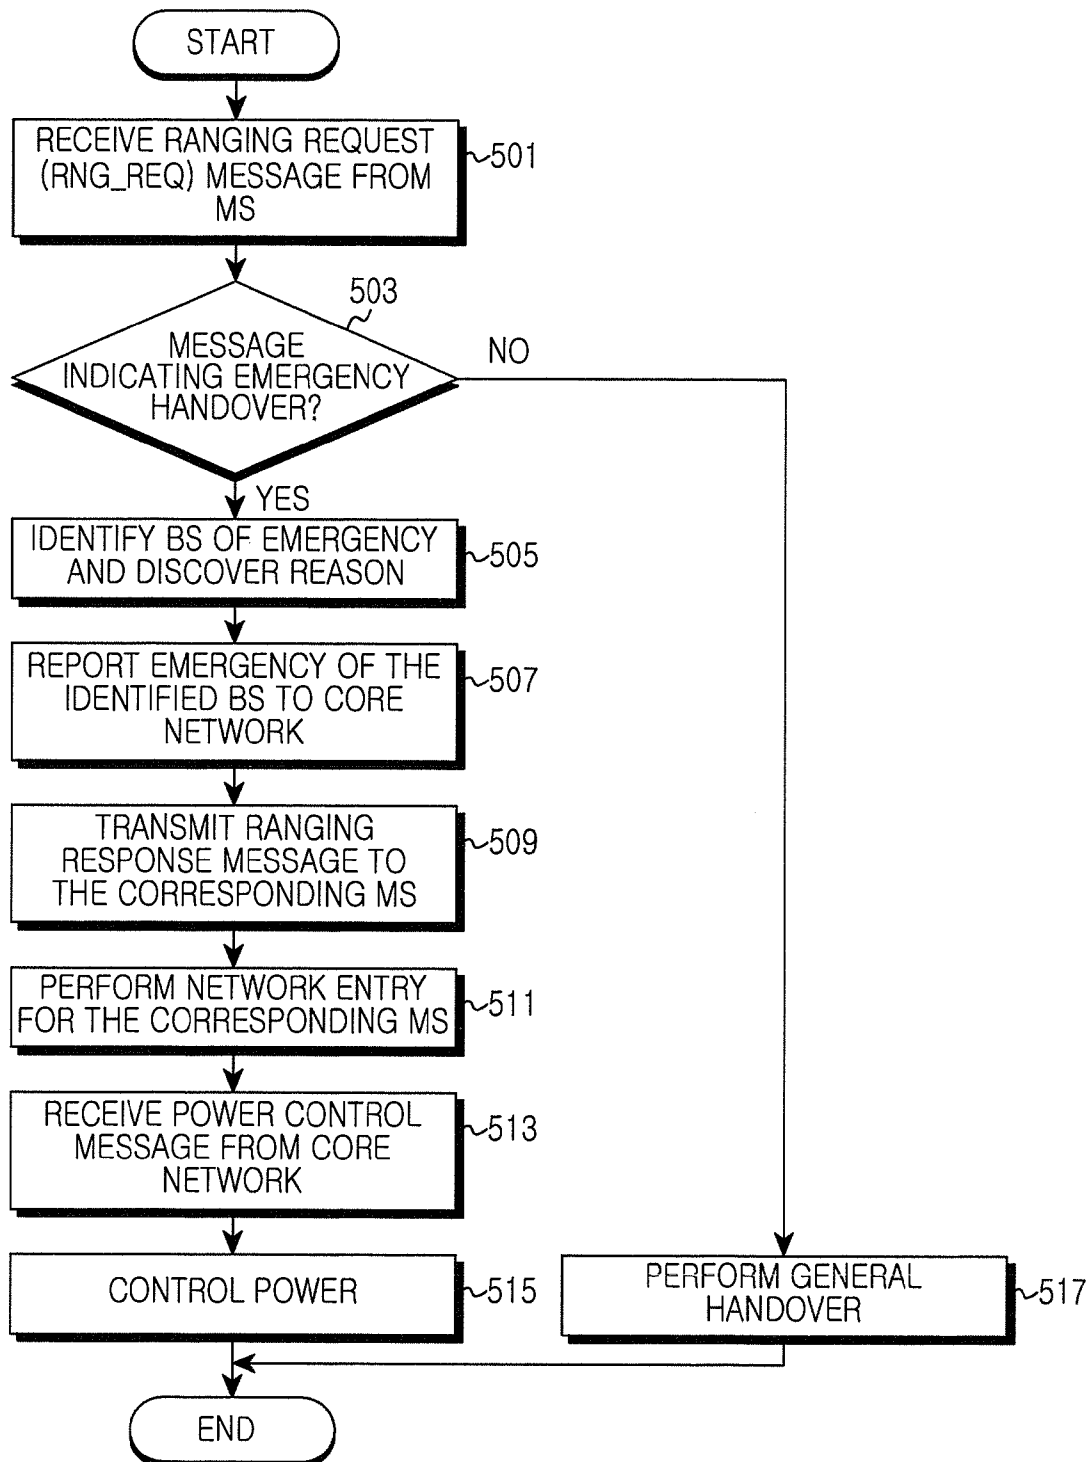 START
RECEIVE RANGING REQUEST
(RNG_REQ) MESSAGE FROM
MS
501
503
MESSAGE
INDICATING EMERGENCY
HANDOVER?
NO
YES
IDENTIFY BS OF EMERGENCY
AND DISCOVER REASON
505
REPORT EMERGENCY OF THE
IDENTIFIED BS TO CORE
NETWORK
507
TRANSMIT RANGING
RESPONSE MESSAGE TO
THE CORRESPONDING MS
509
PERFORM NETWORK ENTRY
FOR THE CORRESPONDING MS
511
RECEIVE POWER CONTROL
MESSAGE FROM CORE
NETWORK
513
CONTROL POWER
515
PERFORM GENERAL
HANDOVER
517
END